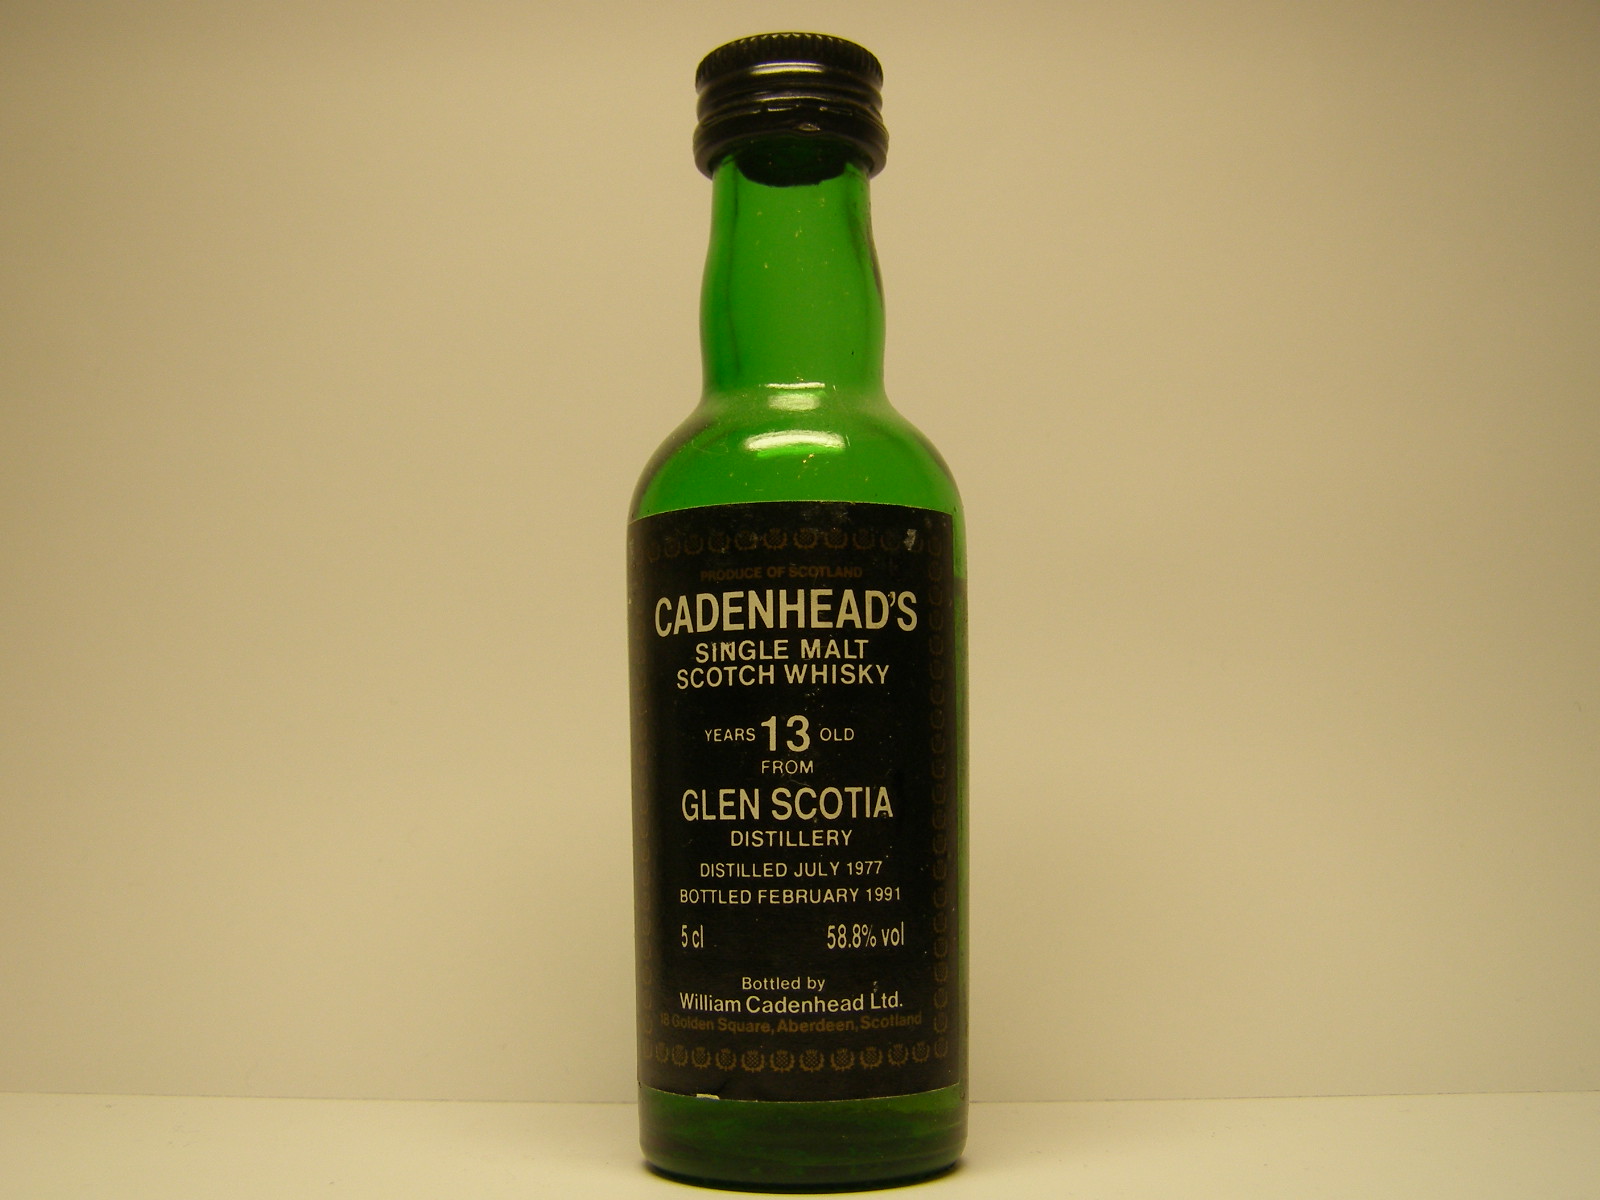 PRODUCE OF SCOTLAND
CADENHEAD'S
SINGLE MALT
SCOTCH WHISKY
YEARS 13 OLD
FROM
GLEN SCOTIA
DISTILLERY
DISTILLED JULY 1977
BOTTLED FEBRUARY 1991
5 cl 58.8% vol
Bottled by
William Cadenhead Ltd.
18 Golden Square, Aberdeen, Scotland